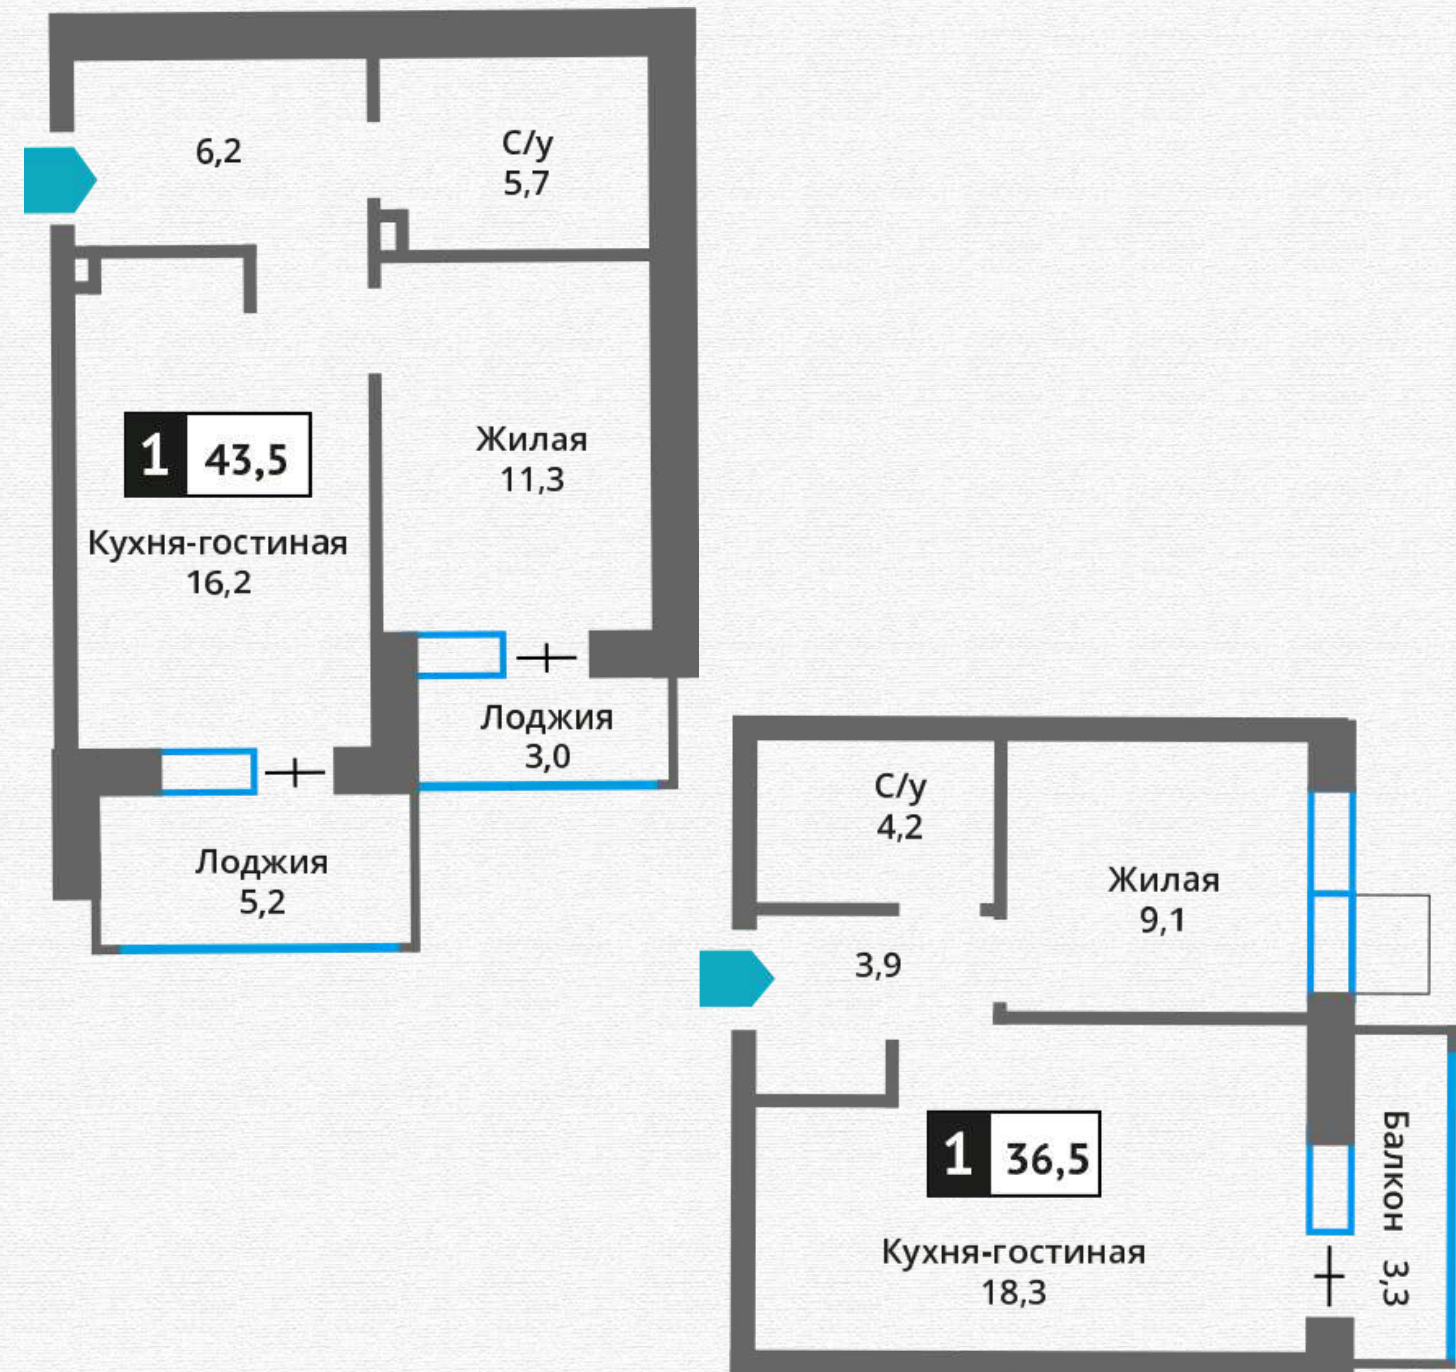 6,2
С/у
5,7
1 43,5
Жилая
11,3
Кухня-гостиная
16,2
Лоджия
3,0
Лоджия
5,2
С/у
4,2
Жилая
9,1
3,9
1 36,5
Кухня-гостиная
18,3
Балкон 3,3